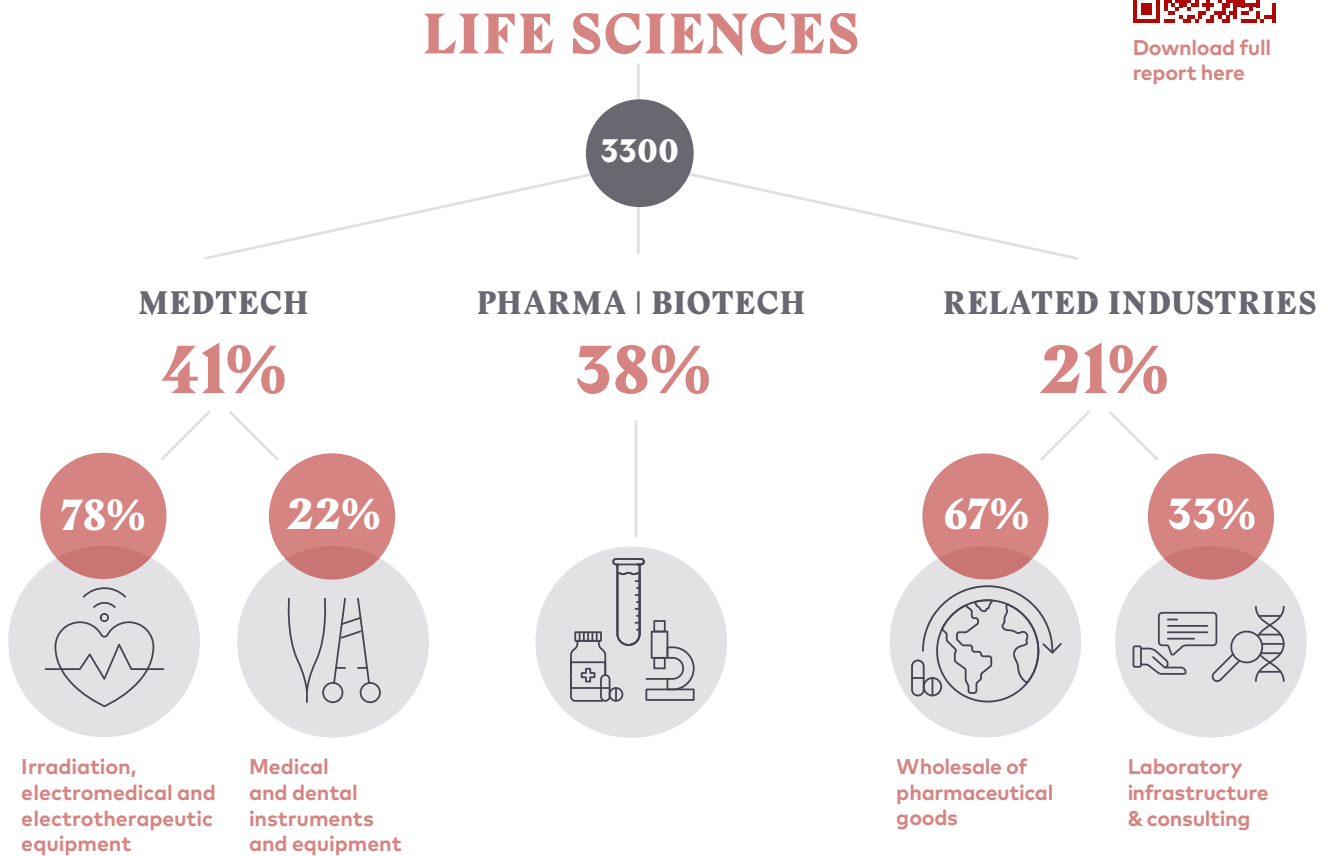 LIFE SCIENCES
Download full
report here
3300
MEDTECH
41%
PHARMA | BIOTECH
38%
RELATED INDUSTRIES
21%
78%
22%
67%
33%
Irradiation,
electromedical and
electrotherapeutic
equipment
Medical
and dental
instruments
and equipment
Wholesale of
pharmaceutical
goods
Laboratory
infrastructure
& consulting